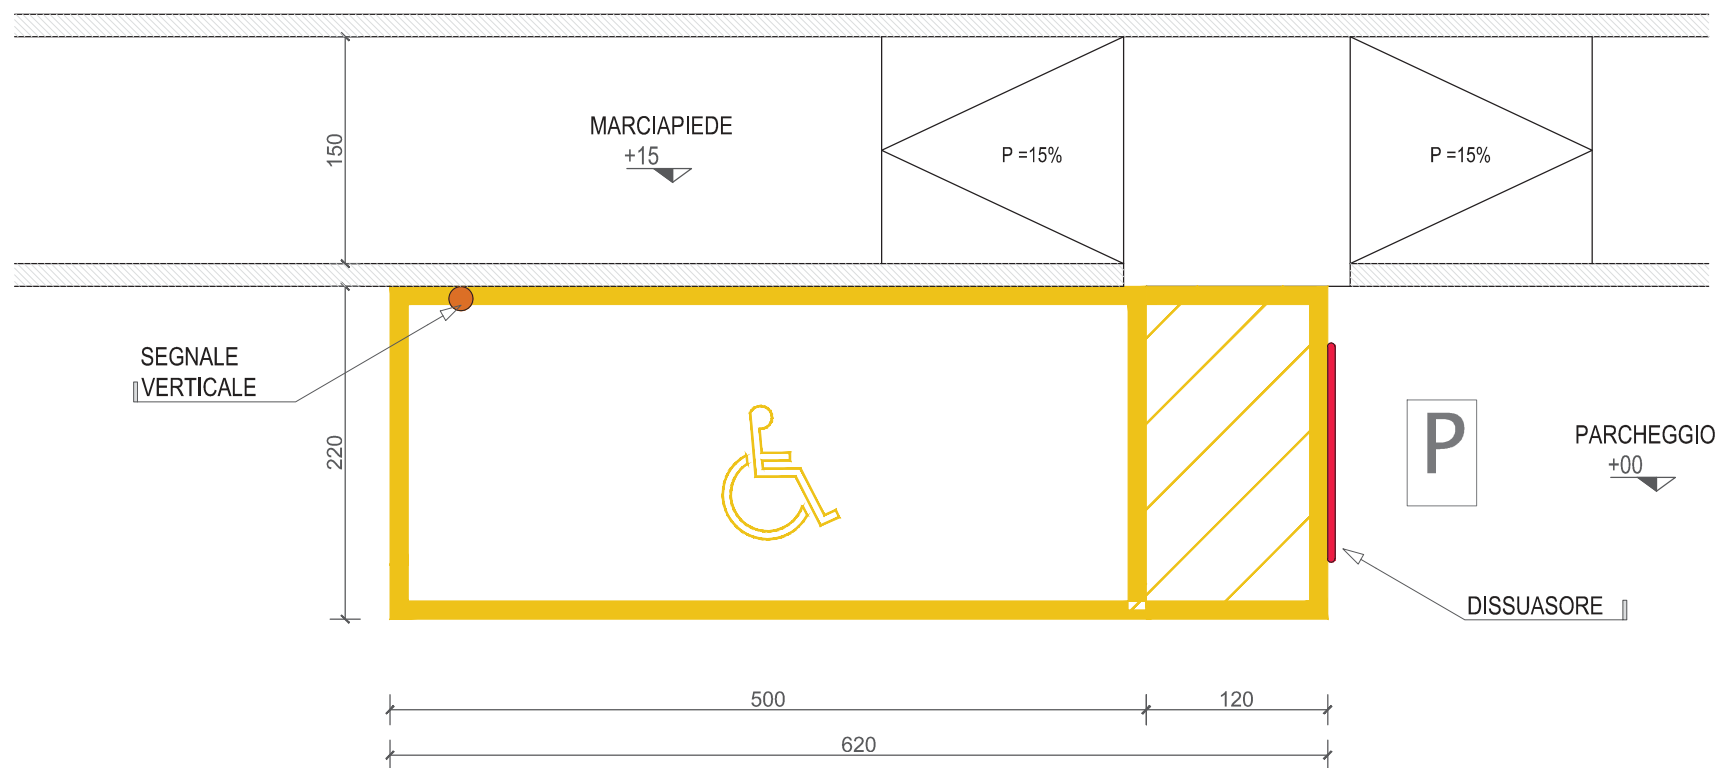 150
MARCIAPIEDE
+15
P =15%
P =15%
SEGNALE
VERTICALE
220
P
PARCHEGGIO
+00
DISSUASORE
500
120
620